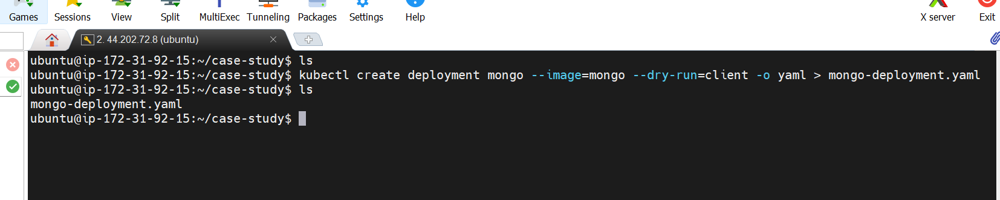 Games Sessions View Split MultiExec Tunneling Packages Settings Help X server Exit
2. 44.202.72.8 (ubuntu)
ubuntu@ip-172-31-92-15:~/case-study$ ls
ubuntu@ip-172-31-92-15:~/case-study$ kubectl create deployment mongo --image=mongo --dry-run=client -o yaml > mongo-deployment.yaml
ubuntu@ip-172-31-92-15:~/case-study$ ls
mongo-deployment.yaml
ubuntu@ip-172-31-92-15:~/case-study$